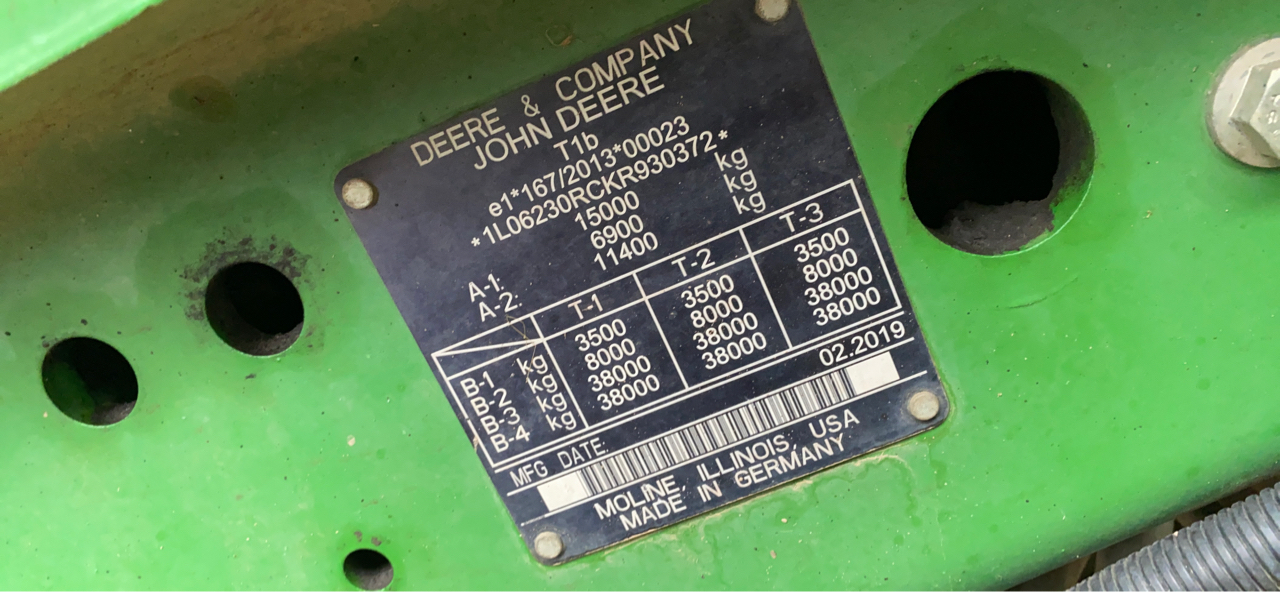 DEERE & COMPANY
JOHN DEERE
T1b
e1*167/2013*00023
*1L06230RCKR930372*
15000 kg
A-1: 6900 kg
A-2: 11400 kg
T-1 T-2 T-3
B-1 kg 3500 3500 3500
B-2 kg 8000 8000 8000
B-3 kg 38000 38000 38000
B-4 kg 38000 38000 38000
MFG DATE: 02.2019
MOLINE, ILLINOIS, USA
MADE IN GERMANY